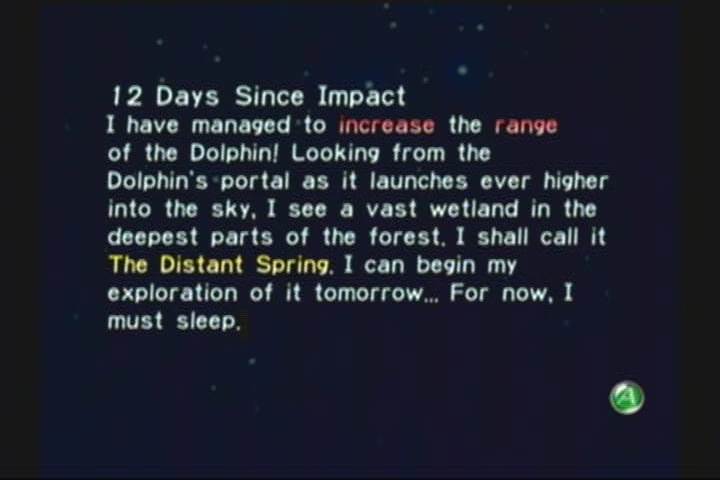 12 Days Since Impact
I have managed to increase the range
of the Dolphin! Looking from the
Dolphin's portal as it launches ever higher
into the sky, I see a vast wetland in the
deepest parts of the forest. I shall call it
The Distant Spring. I can begin my
exploration of it tomorrow... For now, I
must sleep.
A